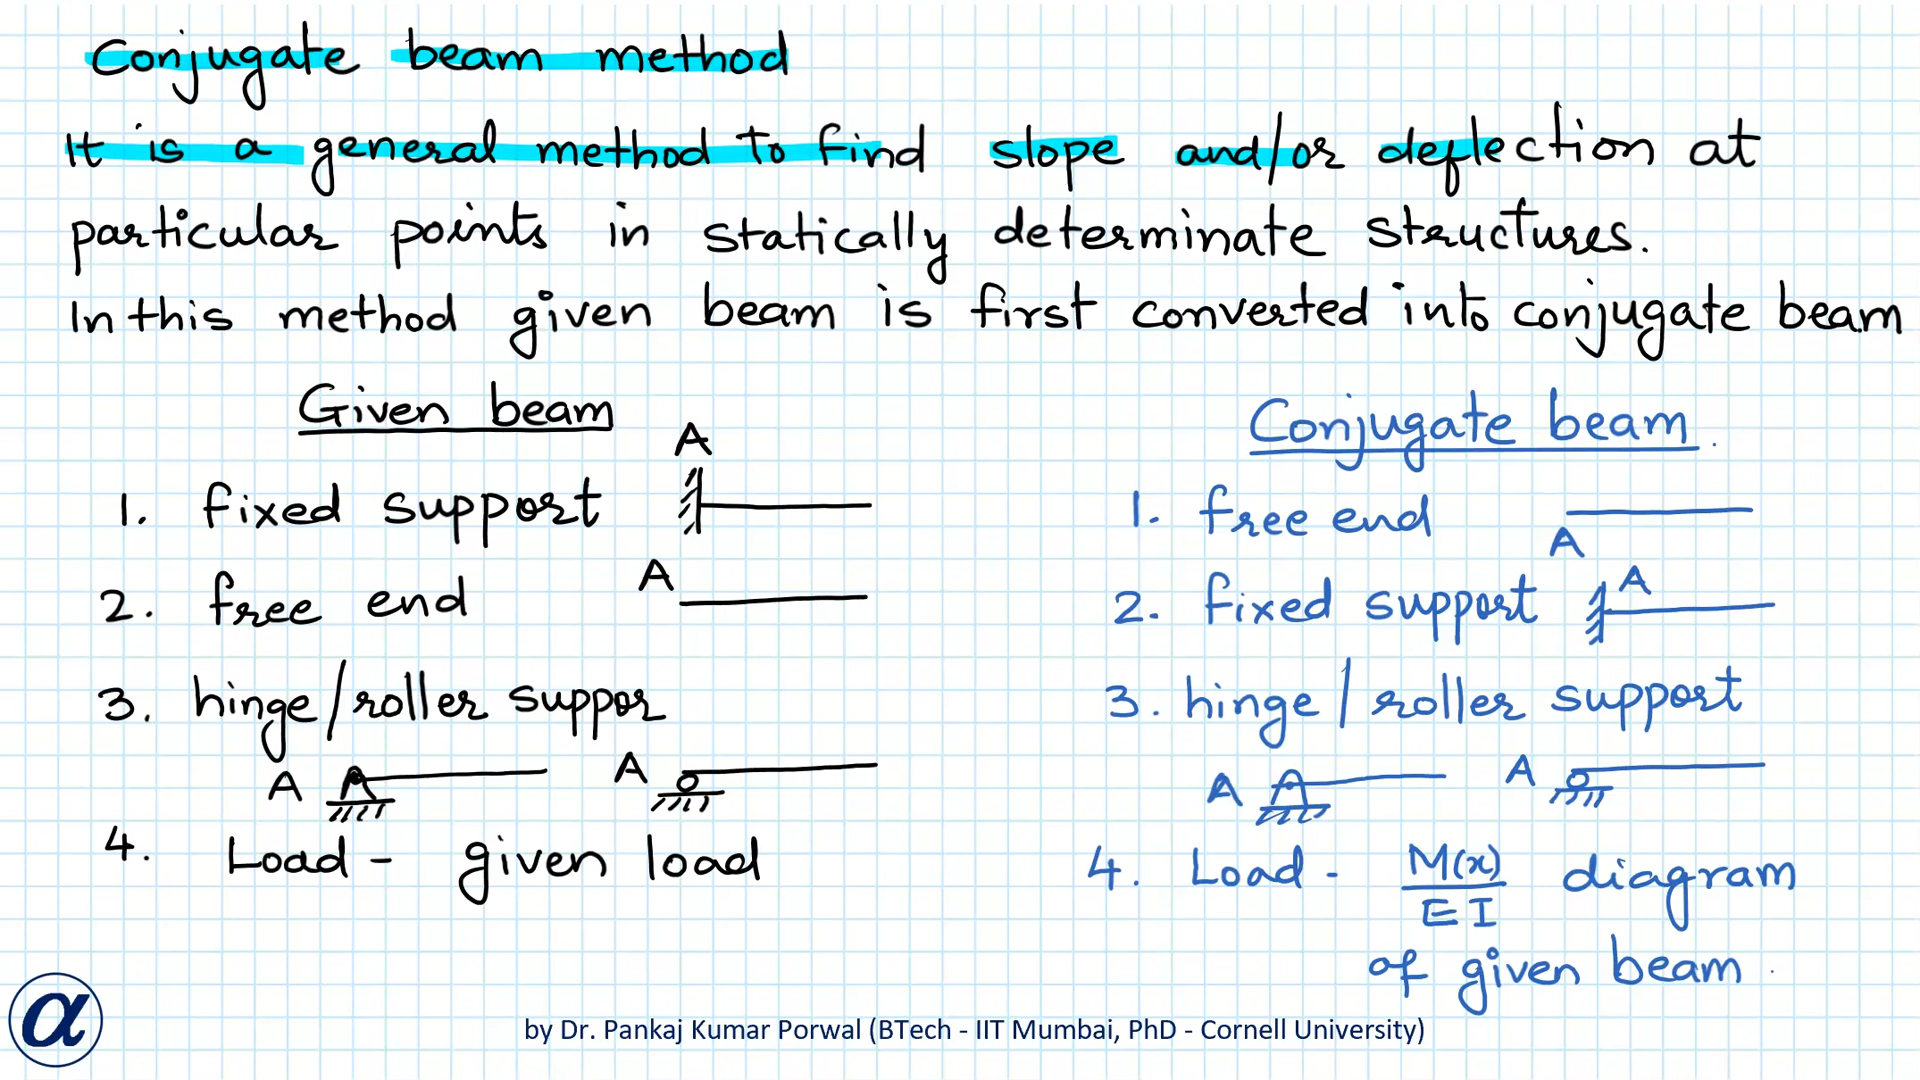 Conjugate beam method
It is a general method to find slope and/or deflection at
particular points in statically determinate structures.
In this method given beam is first converted into conjugate beam
Given beam
A
1. fixed support
A
2. free end
3. hinge/roller suppor
A A
4. Load - given load
Conjugate beam
1. free end
A
2. fixed support
A
3. hinge/roller support
A A
4. Load - M(x)/EI diagram
of given beam
α
by Dr. Pankaj Kumar Porwal (BTech - IIT Mumbai, PhD - Cornell University)